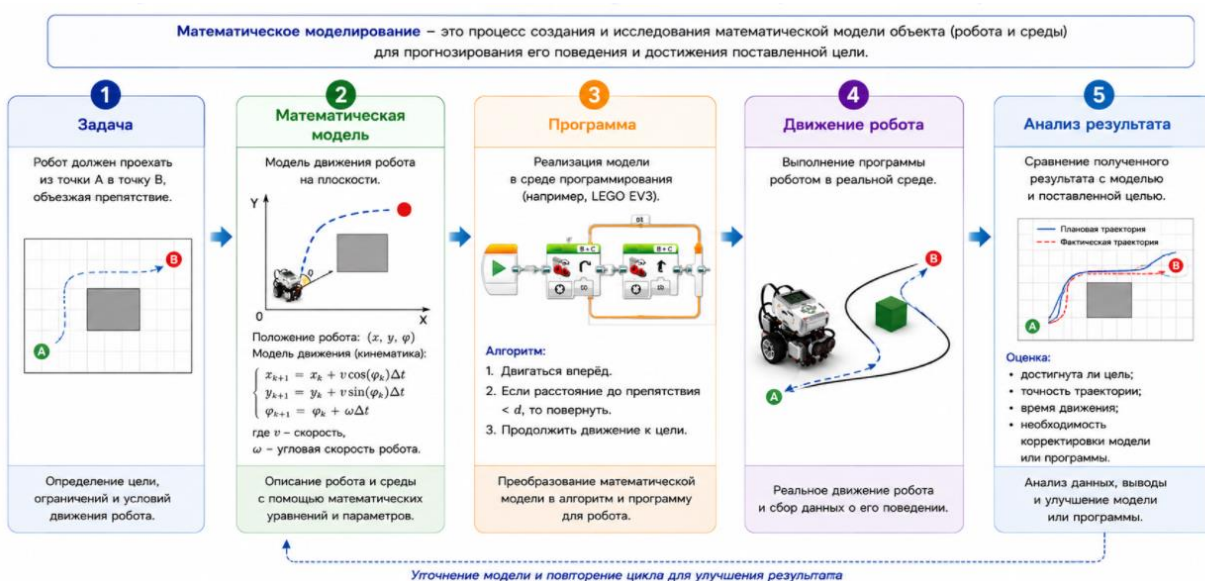 Математическое моделирование – это процесс создания и исследования математической модели объекта (робота и среды)
для прогнозирования его поведения и достижения поставленной цели.
1
Задача
Робот должен проехать
из точки А в точку В,
объезжая препятствие.
B
A
Определение цели,
ограничений и условий
движения робота.
2
Математическая
модель
Модель движения робота
на плоскости.
Y
0
X
Положение робота: (x, y, φ)
Модель движения (кинематика):
x_{k+1} = x_k + v cos(φ_k)Δt
y_{k+1} = y_k + v sin(φ_k)Δt
φ_{k+1} = φ_k + ωΔt
где v – скорость,
ω – угловая скорость робота.
Описание робота и среды
с помощью математических
уравнений и параметров.
3
Программа
Реализация модели
в среде программирования
(например, LEGO EV3).
B + C
B + C
Алгоритм:
1. Двигаться вперёд.
2. Если расстояние до препятствия
< d, то повернуть.
3. Продолжить движение к цели.
Преобразование математической
модели в алгоритм и программу
для робота.
4
Движение робота
Выполнение программы
роботом в реальной среде.
B
A
Реальное движение робота
и сбор данных о его поведении.
5
Анализ результата
Сравнение полученного
результата с моделью
и поставленной целью.
Плановая траектория
Фактическая траектория
B
A
Оценка:
• достигнута ли цель;
• точность траектории;
• время движения;
• необходимость
корректировки модели
или программы.
Анализ данных, выводы
и улучшение модели
или программы.
Уточнение модели и повторение цикла для улучшения результата